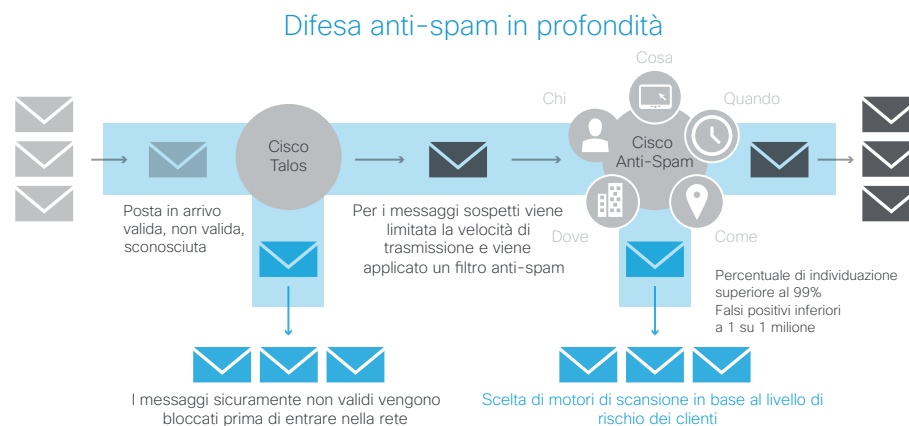 Difesa anti-spam in profondità
Cosa
Chi
Quando
Cisco
Talos
Cisco
Anti-Spam
Posta in arrivo
valida, non valida,
sconosciuta
Per i messaggi sospetti viene
limitata la velocità di
trasmissione e viene
applicato un filtro anti-spam
Dove
Come
Percentuale di individuazione
superiore al 99%
Falsi positivi inferiori
a 1 su 1 milione
I messaggi sicuramente non validi vengono
bloccati prima di entrare nella rete
Scelta di motori di scansione in base al livello di
rischio dei clienti